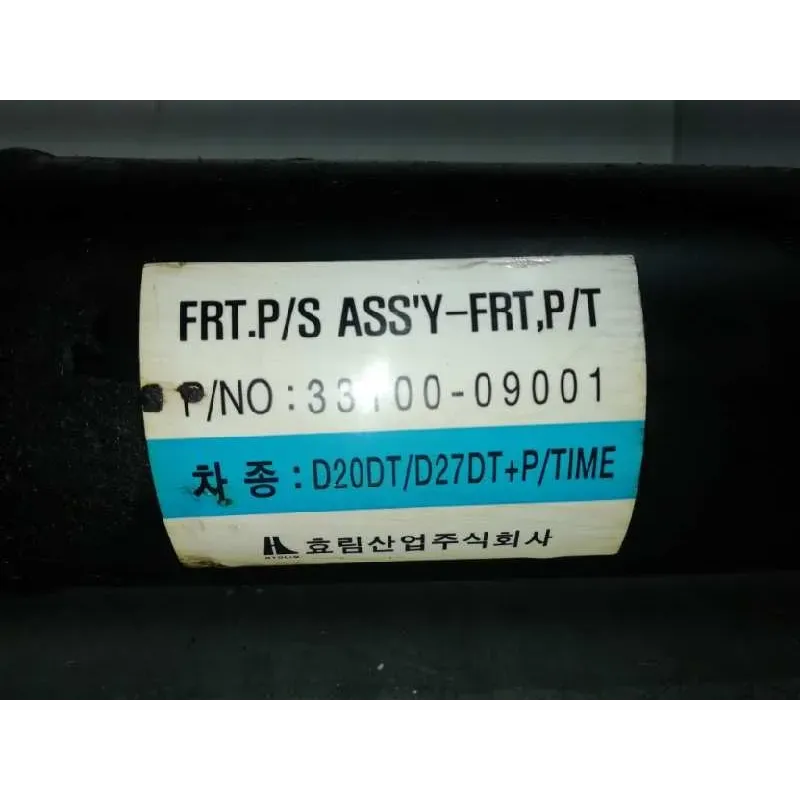 FRT.P/S ASS'Y-FRT,P/T
P/NO : 33100-09001
차 종 : D20DT/D27DT+P/TIME
효림산업주식회사